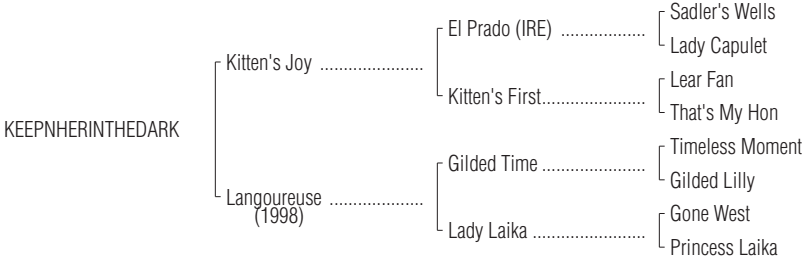 Sadler's Wells
El Prado (IRE) ...................
Lady Capulet
Kitten's Joy ......................
Lear Fan
Kitten's First......................
That's My Hon
KEEPNHERINTHEDARK
Timeless Moment
Gilded Time .......................
Gilded Lilly
Langoureuse ....................
(1998)
Gone West
Lady Laika ........................
Princess Laika